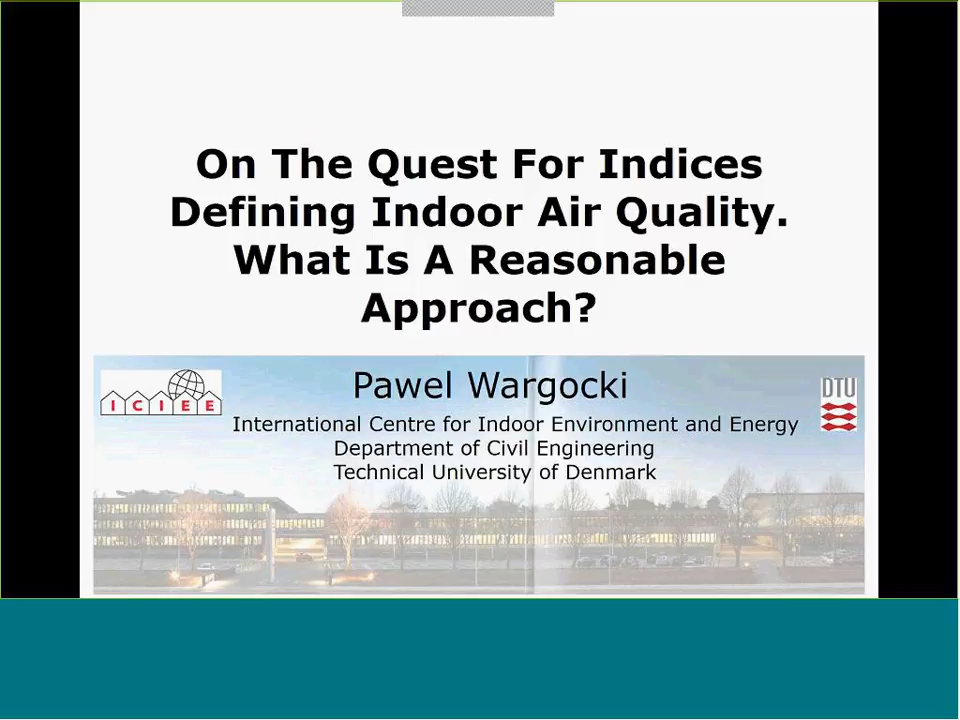 On The Quest For Indices
Defining Indoor Air Quality.
What Is A Reasonable
Approach?
Pawel Wargocki
ICIEE
DTU
International Centre for Indoor Environment and Energy
Department of Civil Engineering
Technical University of Denmark